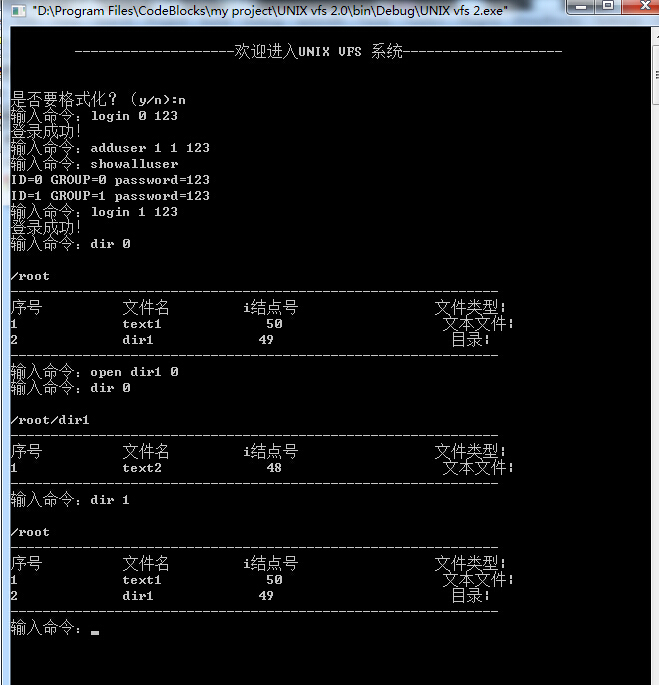 "D:\Program Files\CodeBlocks\my project\UNIX vfs 2.0\bin\Debug\UNIX vfs 2.exe"
--------------------欢迎进入UNIX VFS 系统--------------------
是否要格式化？(y/n):n
输入命令：login 0 123
登录成功!
输入命令：adduser 1 1 123
输入命令：showalluser
ID=0 GROUP=0 password=123
ID=1 GROUP=1 password=123
输入命令：login 1 123
登录成功!
输入命令：dir 0
/root
-------------------------------------------------------------
序号 文件名 i结点号 文件类型¦
1 text1 50 文本文件¦
2 dir1 49 目录¦
-------------------------------------------------------------
输入命令：open dir1 0
输入命令：dir 0
/root/dir1
-------------------------------------------------------------
序号 文件名 i结点号 文件类型¦
1 text2 48 文本文件¦
-------------------------------------------------------------
输入命令：dir 1
/root
-------------------------------------------------------------
序号 文件名 i结点号 文件类型¦
1 text1 50 文本文件¦
2 dir1 49 目录¦
-------------------------------------------------------------
输入命令：